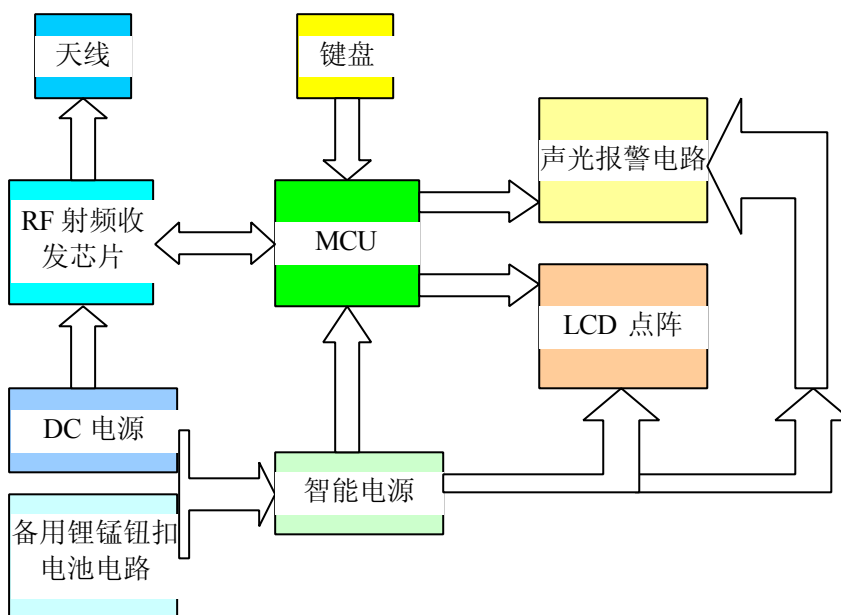 天线
键盘
声光报警电路
RF 射频收
发芯片
MCU
LCD 点阵
DC 电源
智能电源
备用锂锰钮扣
电池电路